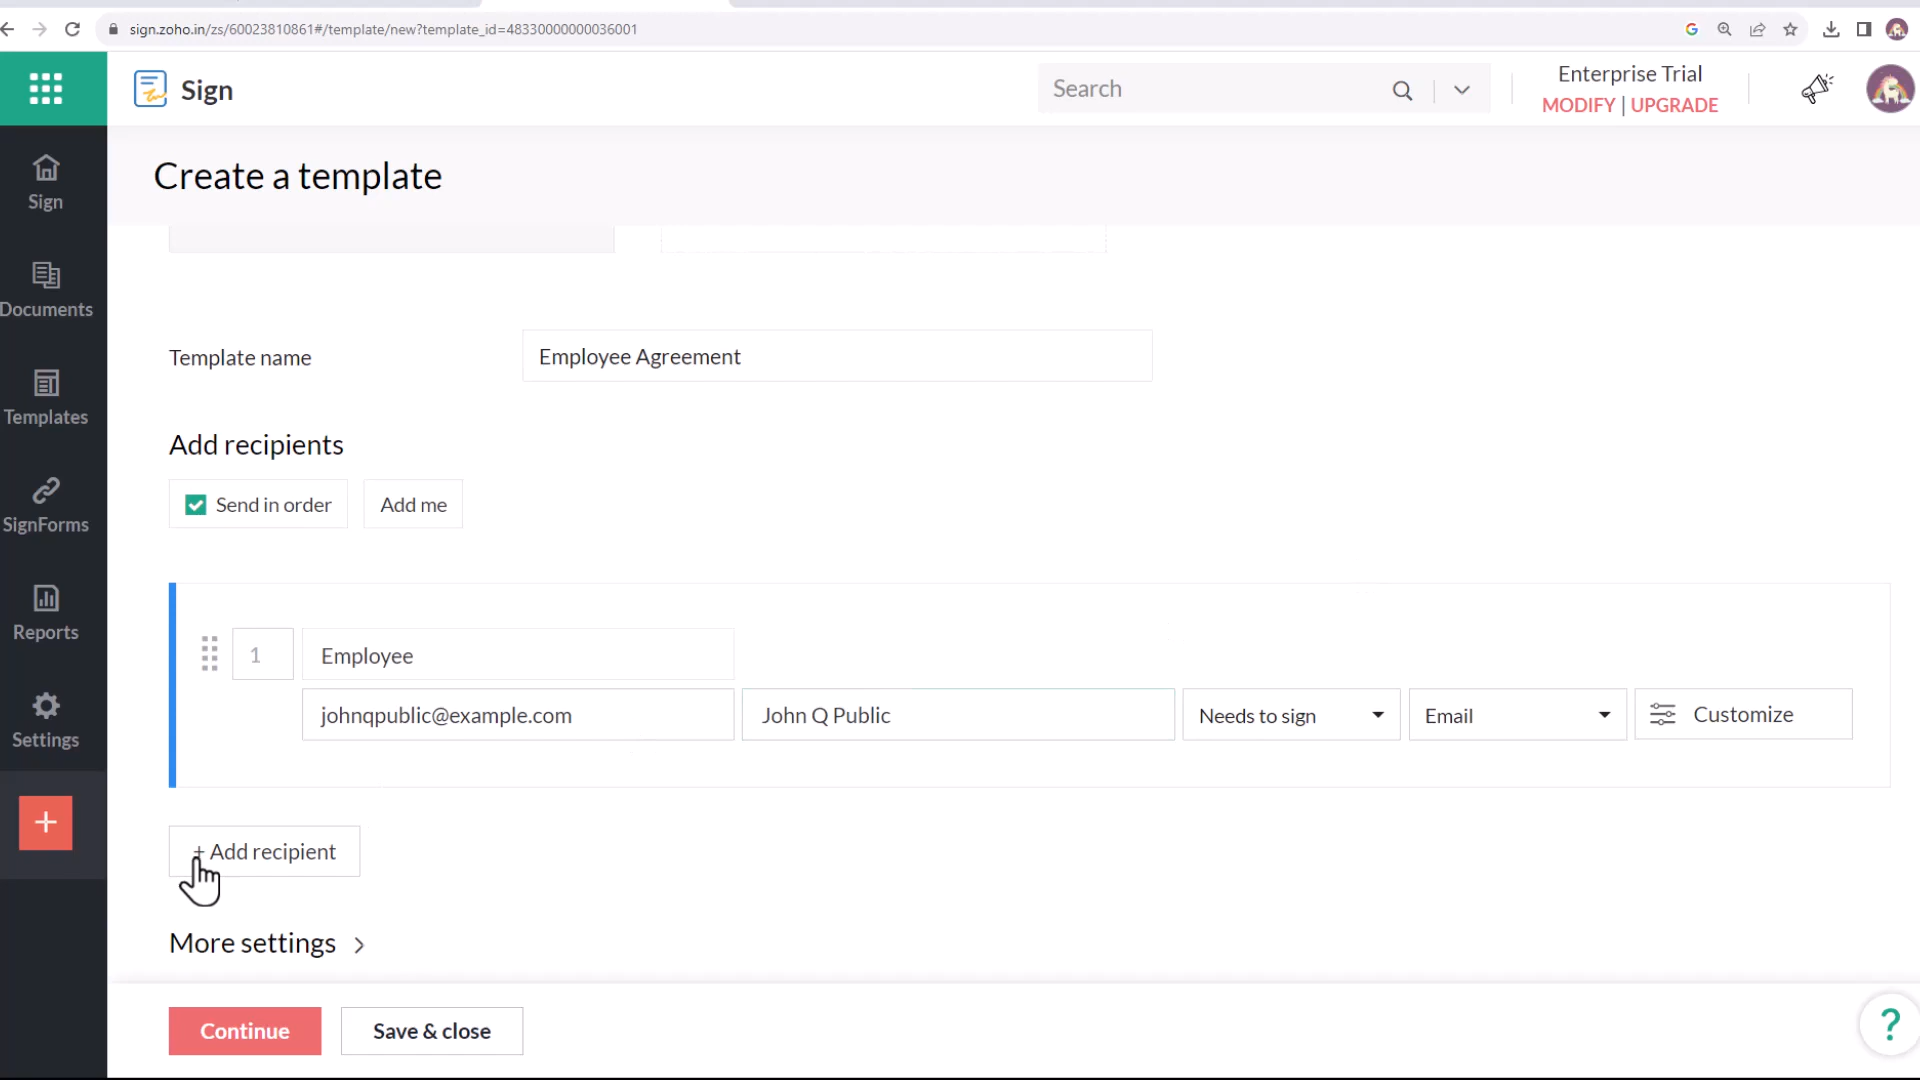 sign.zoho.in/zs/60023810861#/template/new?template_id=48330000000036001
Sign
Search
Enterprise Trial
MODIFY | UPGRADE
Create a template
Sign
Documents
Templates
SignForms
Reports
Settings
+
Template name
Employee Agreement
Add recipients
Send in order
Add me
1
Employee
johnqpublic@example.com
John Q Public
Needs to sign
Email
Customize
+ Add recipient
More settings
Continue
Save & close
?